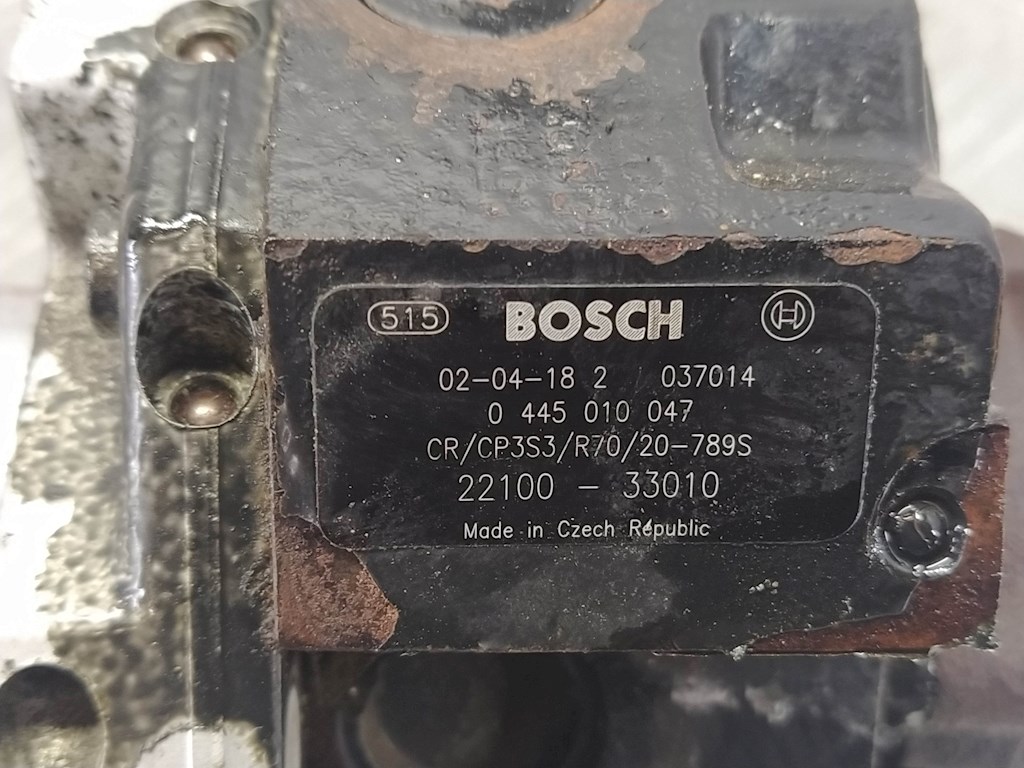 515 BOSCH
02-04-18 2 037014
0 445 010 047
CR/CP3S3/R70/20-789S
22100 - 33010
Made in Czech Republic